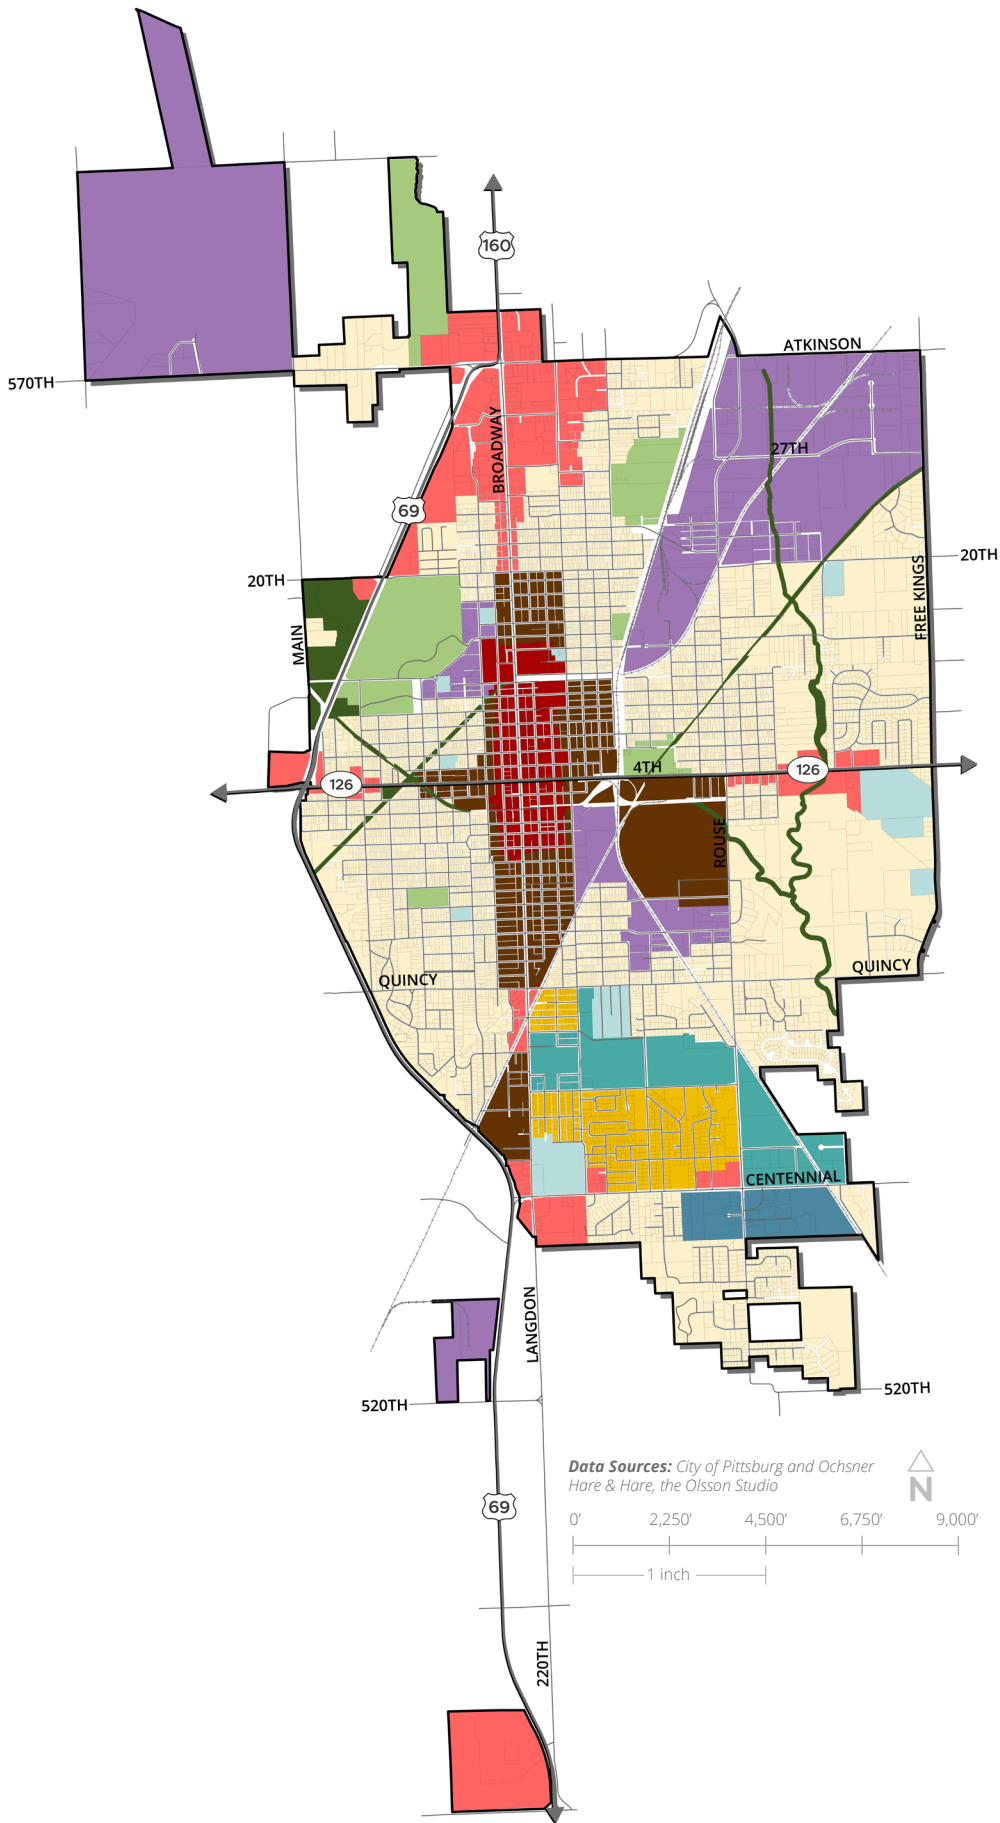 160
ATKINSON
570TH
BROADWAY
27TH
69
20TH
20TH
FREE KINGS
MAIN
4TH
126
126
ROUSE
QUINCY
QUINCY
CENTENNIAL
LANGDON
520TH
520TH
Data Sources: City of Pittsburg and Ochsner
Hare & Hare, the Olsson Studio
N
69
0' 2,250' 4,500' 6,750' 9,000'
1 inch
220TH